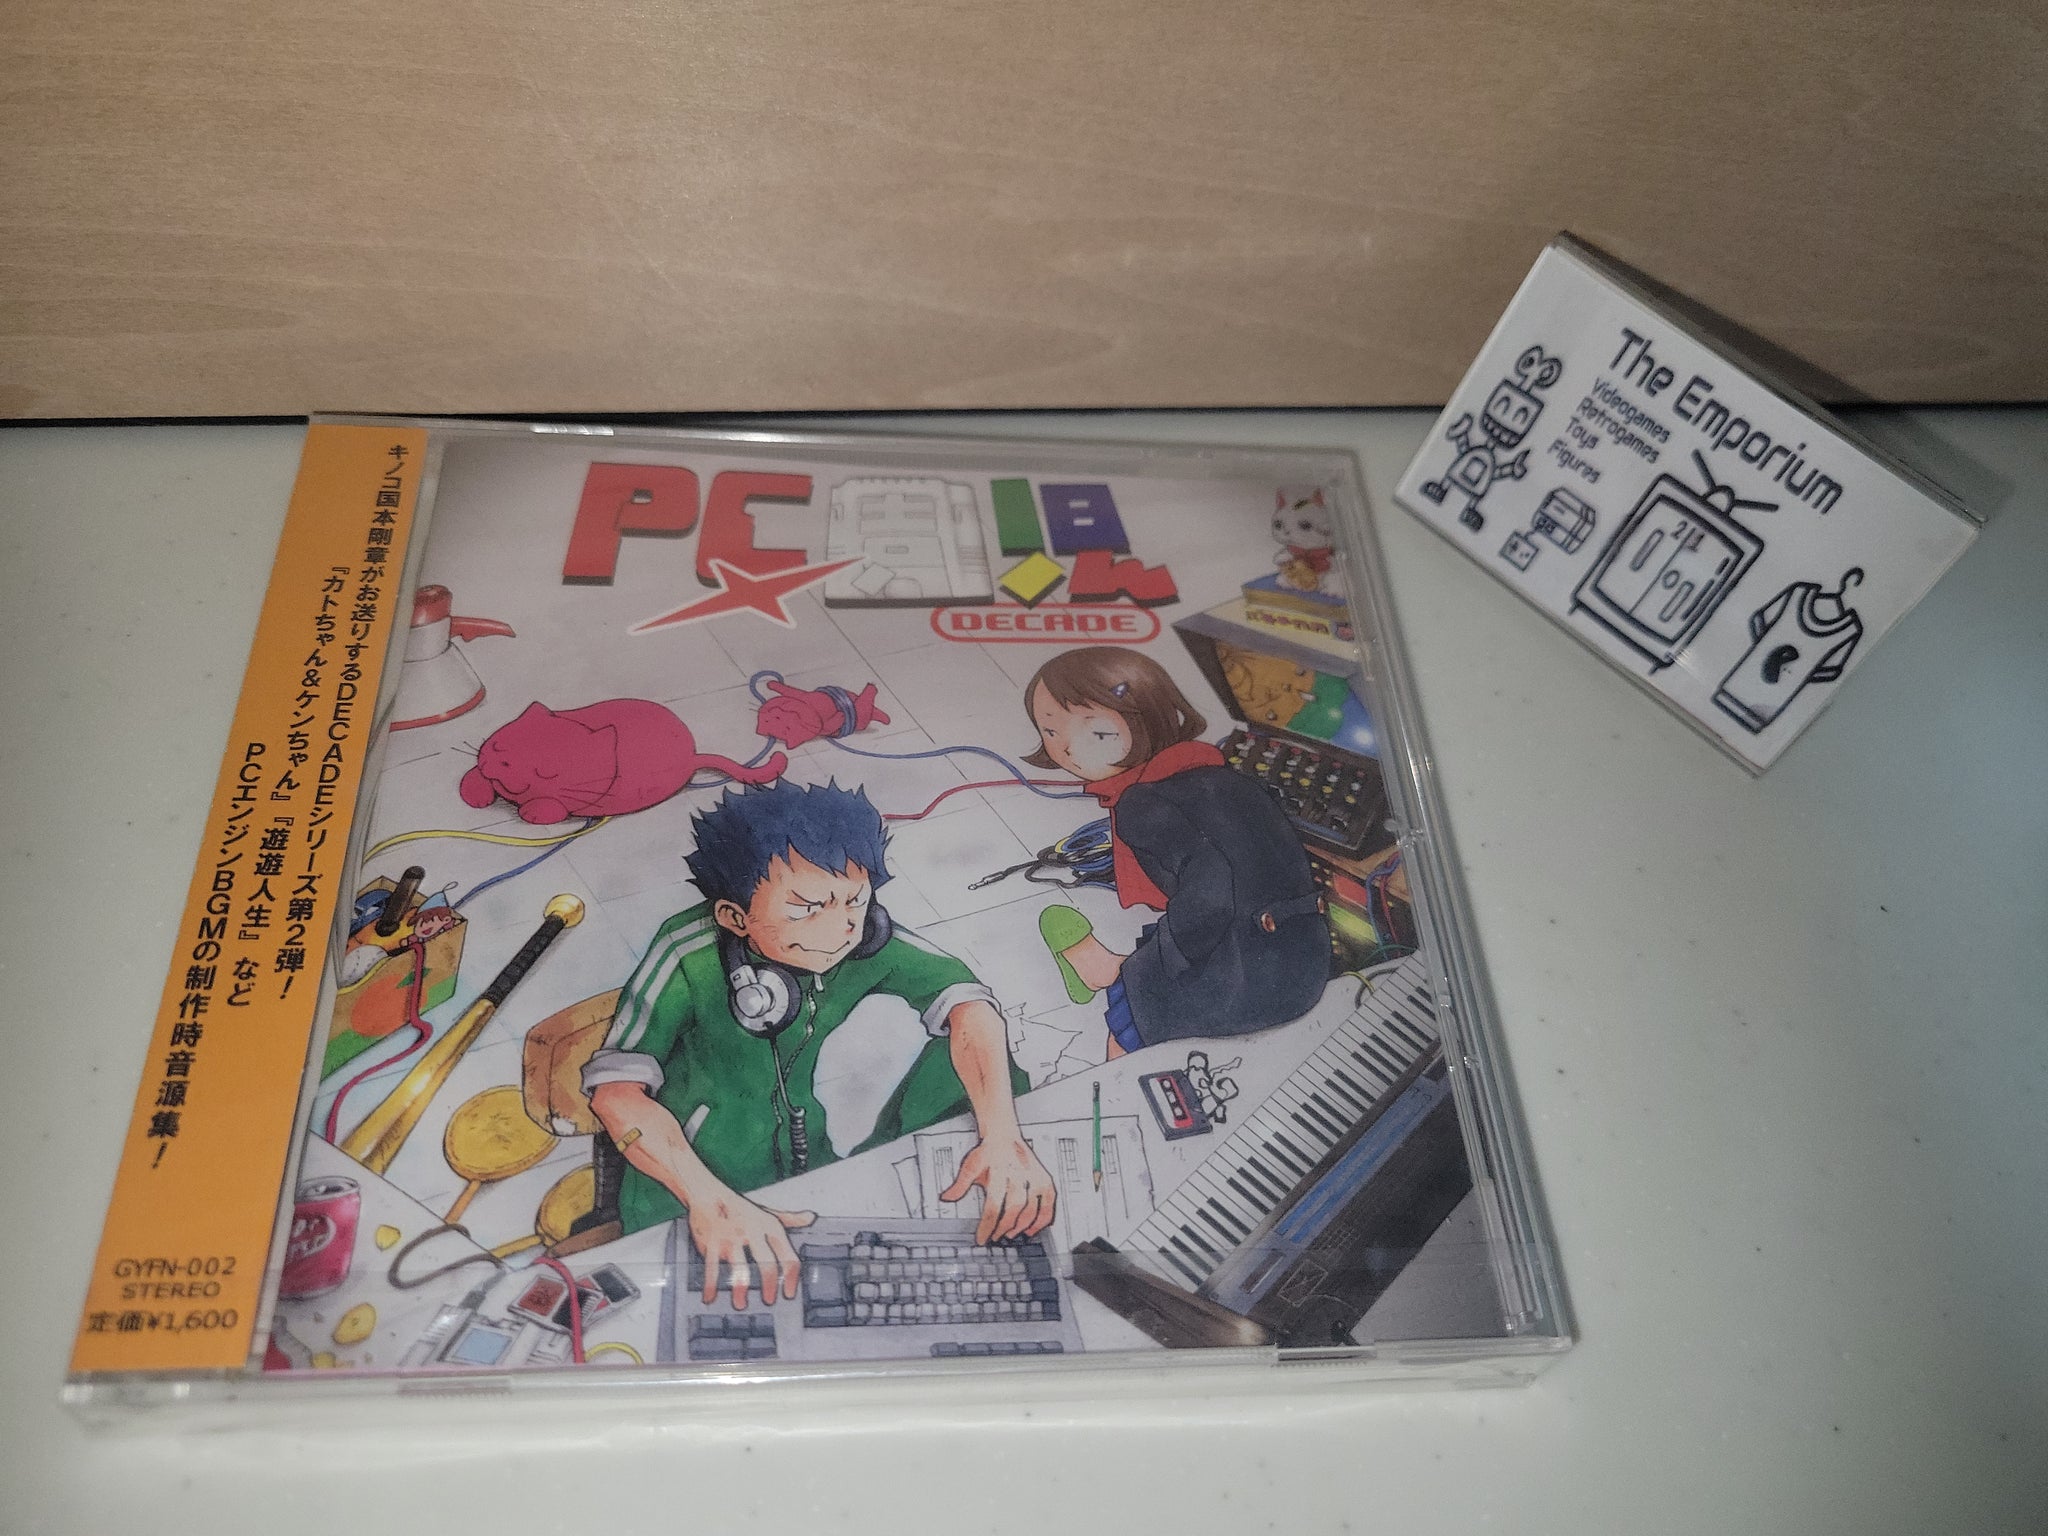 キノコ国本剛章がお送りするDECADEシリーズ第2弾！
『カトちゃん&ケンちゃん』『遊遊人生』など
PCエンジンBGMの制作時音源集！
GYFN-002
STEREO
定価¥1,600
PC
DECADE
The Emporium
Videogames
Retrogames
Toys
Figures
21